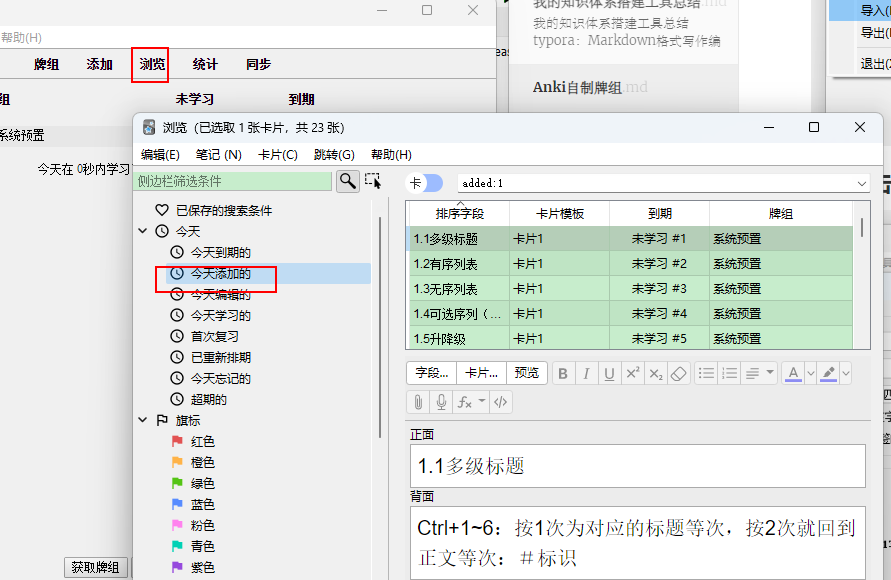 帮助(H)
牌组 添加 浏览 统计 同步
组 未学习 到期
系统预置
今天在 0秒内学习
获取牌组
我的知识体系搭建工具总结.md
我的知识体系搭建工具总结
typora：Markdown格式写作编
Anki自制牌组.md
导入(
导出(
退出(
浏览（已选取 1 张卡片，共 23 张）
编辑(E) 笔记 (N) 卡片(C) 跳转(G) 帮助(H)
侧边栏筛选条件
已保存的搜索条件
今天
今天到期的
今天添加的
今天编辑的
今天学习的
首次复习
已重新排期
今天忘记的
超期的
旗标
红色
橙色
绿色
蓝色
粉色
青色
紫色
卡 added:1
排序字段 卡片模板 到期 牌组
1.1多级标题 卡片1 未学习 #1 系统预置
1.2有序列表 卡片1 未学习 #2 系统预置
1.3无序列表 卡片1 未学习 #3 系统预置
1.4可选序列（... 卡片1 未学习 #4 系统预置
1.5升降级 卡片1 未学习 #5 系统预置
字段... 卡片... 预览 B I U x² x₂ A
fx </>
正面
1.1多级标题
背面
Ctrl+1~6：按1次为对应的标题等次，按2次就回到
正文等次：＃标识